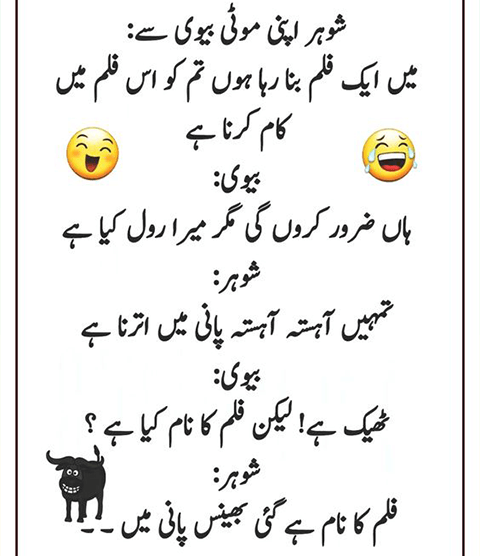 شوہر اپنی موٹی بیوی سے:
میں ایک فلم بنا رہا ہوں تم کو اس فلم میں
کام کرنا ہے
بیوی:
ہاں ضرور کروں گی مگر میرا رول کیا ہے
شوہر:
تمہیں آہستہ آہستہ پانی میں اترنا ہے
بیوی:
ٹھیک ہے! لیکن فلم کا نام کیا ہے ؟
شوہر:
فلم کا نام ہے گئی بھینس پانی میں ۔ ۔